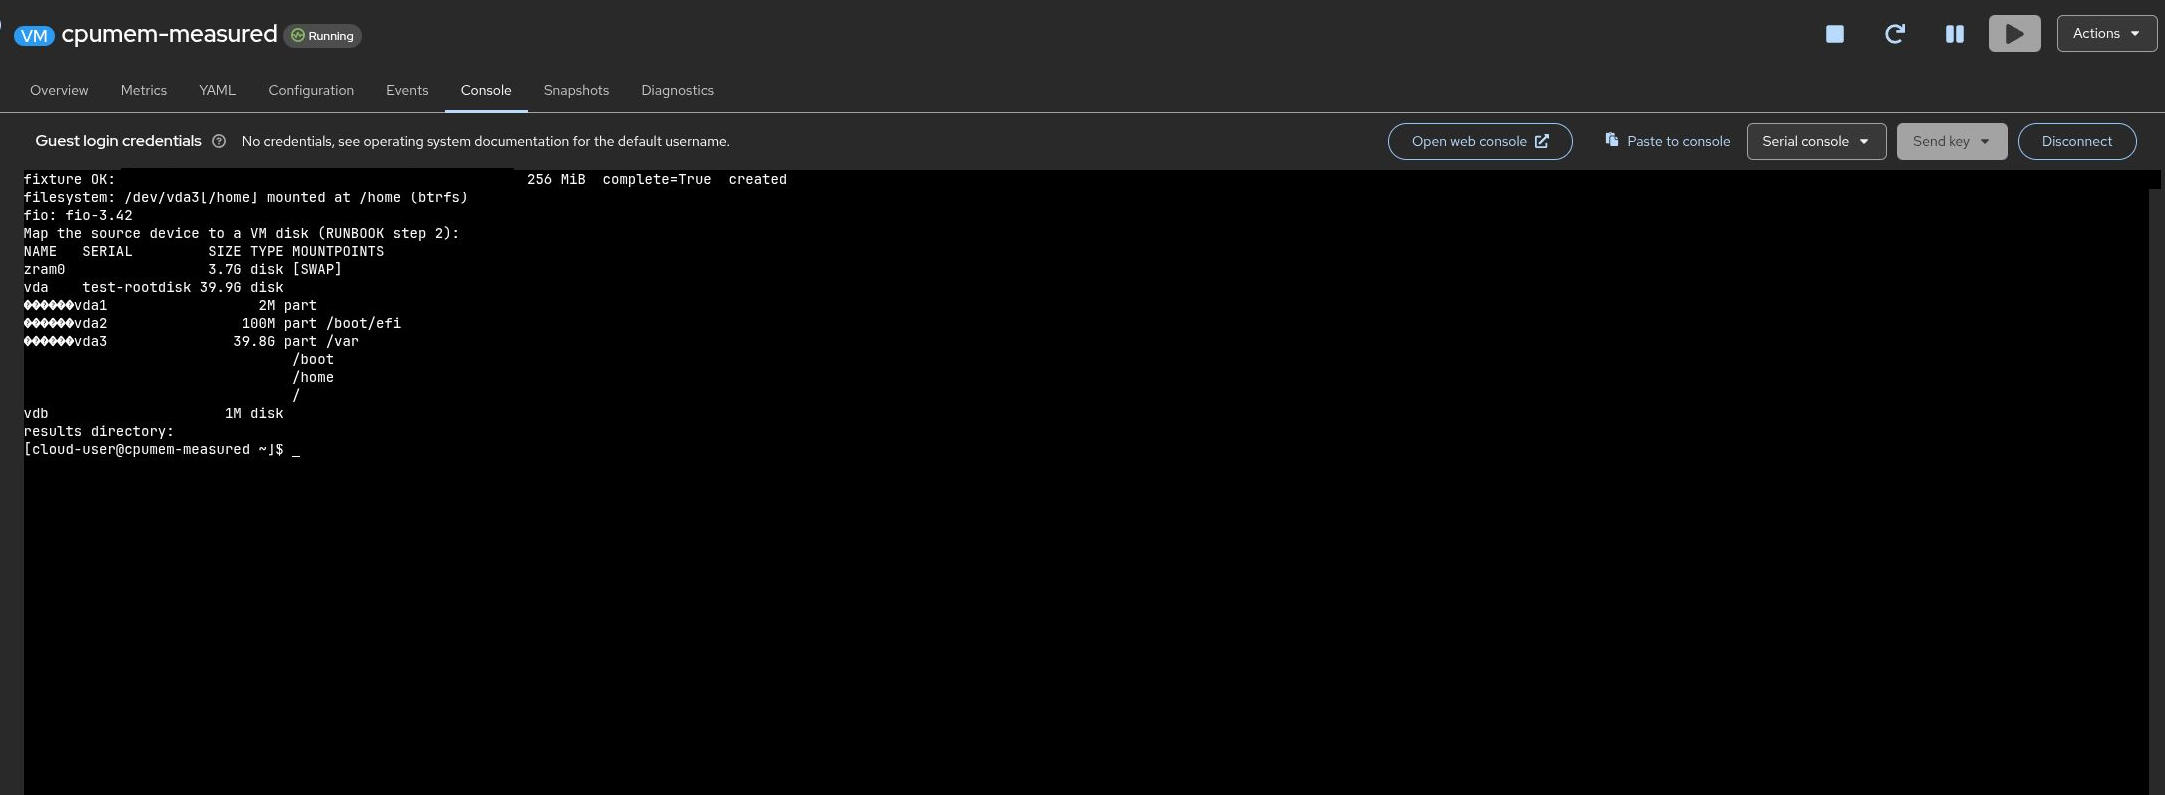 VM cpumem-measured Running
Actions
Overview Metrics YAML Configuration Events Console Snapshots Diagnostics
Guest login credentials ? No credentials, see operating system documentation for the default username. Open web console Paste to console Serial console Send key Disconnect
fixture OK: 256 MiB complete=True created
filesystem: /dev/vda3[/home] mounted at /home (btrfs)
fio: fio-3.42
Map the source device to a VM disk (RUNBOOK step 2):
NAME SERIAL SIZE TYPE MOUNTPOINTS
zram0 3.7G disk [SWAP]
vda test-rootdisk 39.9G disk
������vda1 2M part
������vda2 100M part /boot/efi
������vda3 39.8G part /var
/boot
/home
/
vdb 1M disk
results directory:
[cloud-user@cpumem-measured ~]$ _